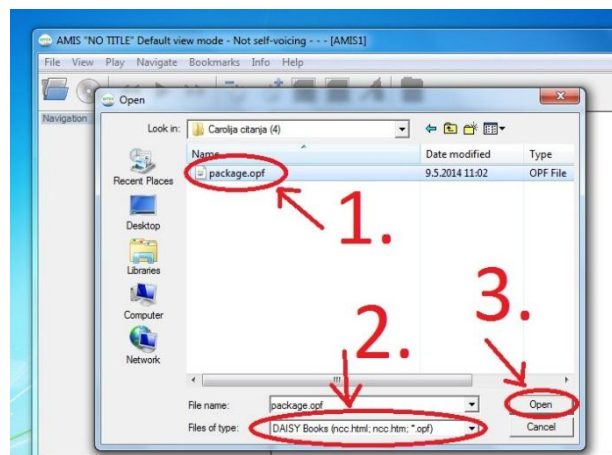 AMIS "NO TITLE" Default view mode - Not self-voicing - - - [AMIS1]
File View Play Navigate Bookmarks Info Help
Navigation
Open
Look in: Carolija citanja (4)
Name Date modified Type
package.opf 9.5.2014 11:02 OPF File
Recent Places
Desktop
Libraries
Computer
Network
1.
2.
3.
File name: package.opf Open
Files of type: DAISY Books (ncc.html; ncc.htm; *.opf) Cancel